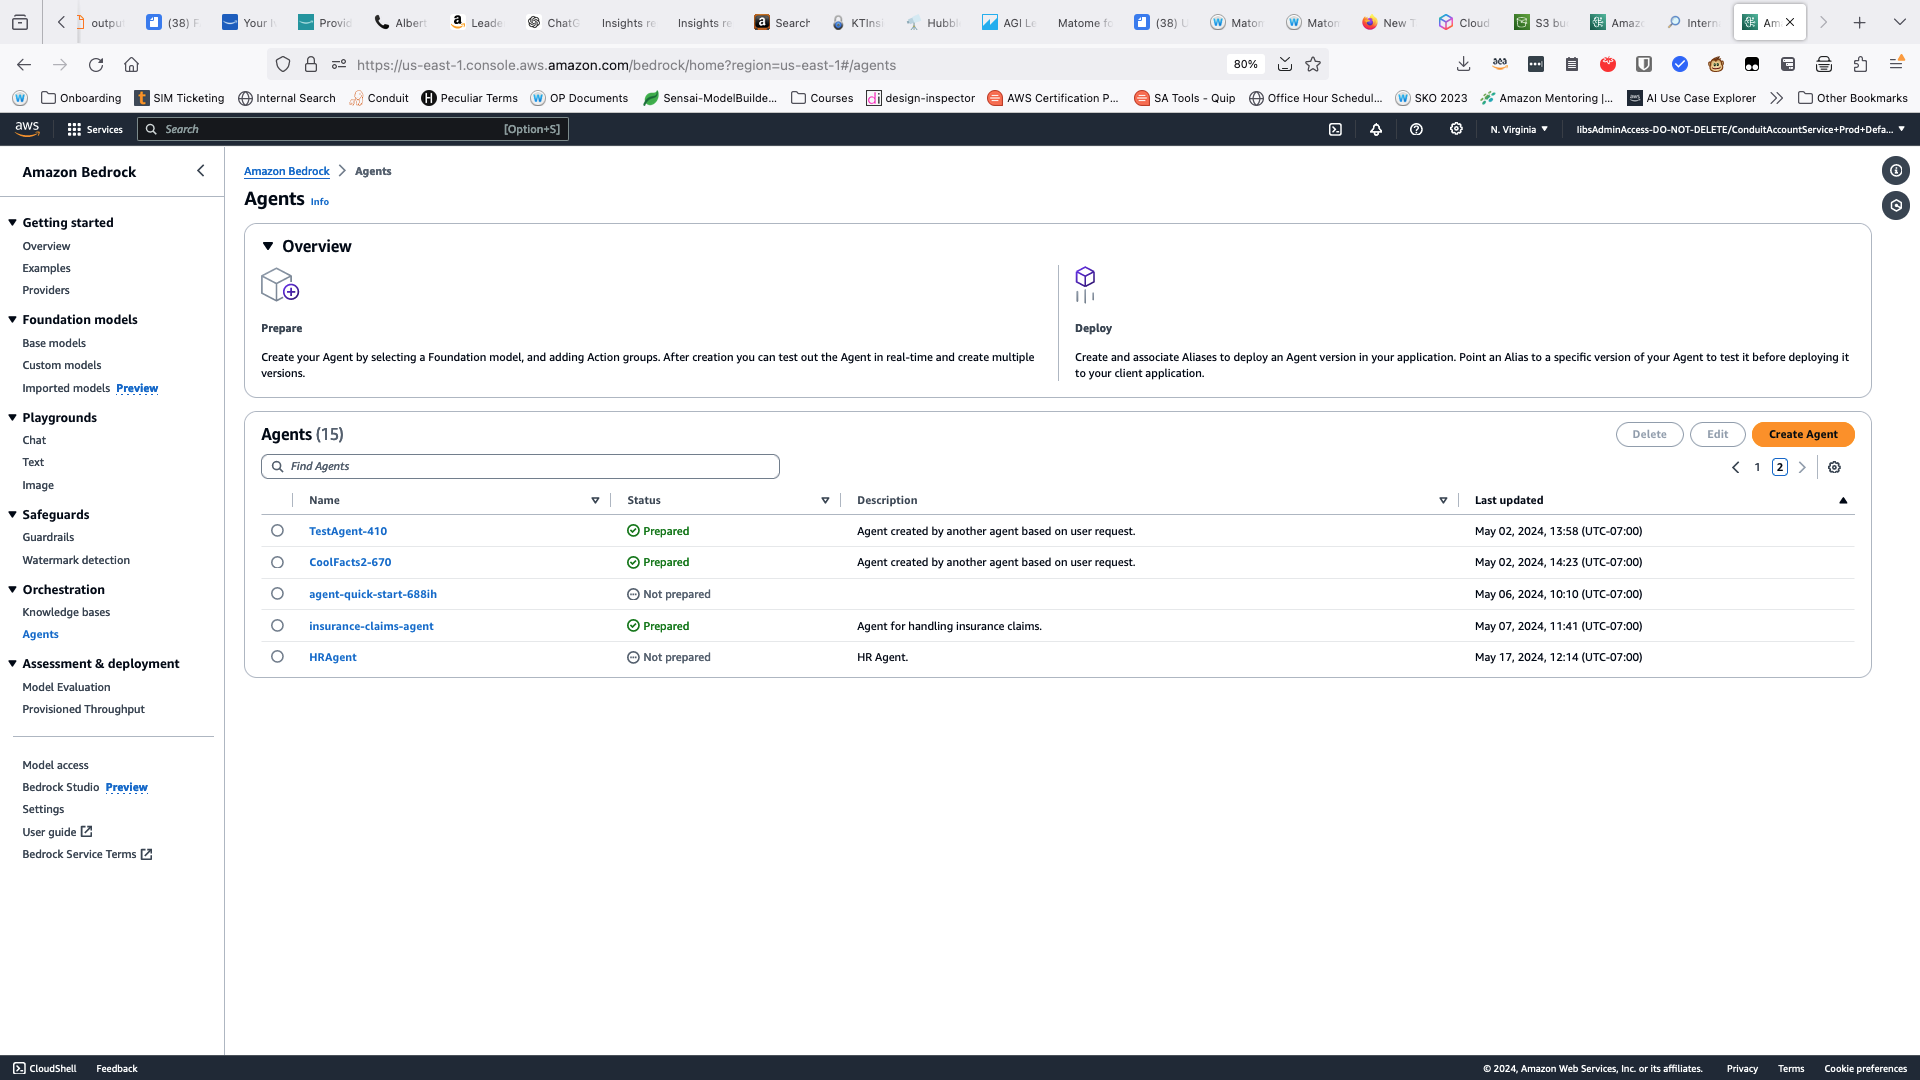 output
(38) F
Your
Provid
Albert
Leade
ChatG
Insights re
Insights re
Search
KTIns
Hubbl
AGI Le
Matome fo
(38) U
Maton
Maton
New T
Cloud
S3 bu
Amazo
Intern
Am
https://us-east-1.console.aws.amazon.com/bedrock/home?region=us-east-1#/agents
80%
Onboarding
SIM Ticketing
Internal Search
Conduit
Peculiar Terms
OP Documents
Sensai-ModelBuilde...
Courses
design-inspector
AWS Certification P...
SA Tools - Quip
Office Hour Schedul...
SKO 2023
Amazon Mentoring |...
AI Use Case Explorer
Other Bookmarks
aws
Services
Search
[Option+S]
N. Virginia
libsAdminAccess-DO-NOT-DELETE/ConduitAccountService+Prod+Defa...
Amazon Bedrock
Getting started
Overview
Examples
Providers
Foundation models
Base models
Custom models
Imported models Preview
Playgrounds
Chat
Text
Image
Safeguards
Guardrails
Watermark detection
Orchestration
Knowledge bases
Agents
Assessment & deployment
Model Evaluation
Provisioned Throughput
Model access
Bedrock Studio Preview
Settings
User guide
Bedrock Service Terms
Amazon Bedrock > Agents
Agents Info
Overview
Prepare
Create your Agent by selecting a Foundation model, and adding Action groups. After creation you can test out the Agent in real-time and create multiple
versions.
Deploy
Create and associate Aliases to deploy an Agent version in your application. Point an Alias to a specific version of your Agent to test it before deploying it
to your client application.
Agents (15)
Delete
Edit
Create Agent
Find Agents
1 2
Name Status Description Last updated
TestAgent-410 Prepared Agent created by another agent based on user request. May 02, 2024, 13:58 (UTC-07:00)
CoolFacts2-670 Prepared Agent created by another agent based on user request. May 02, 2024, 14:23 (UTC-07:00)
agent-quick-start-688ih Not prepared May 06, 2024, 10:10 (UTC-07:00)
insurance-claims-agent Prepared Agent for handling insurance claims. May 07, 2024, 11:41 (UTC-07:00)
HRAgent Not prepared HR Agent. May 17, 2024, 12:14 (UTC-07:00)
CloudShell
Feedback
© 2024, Amazon Web Services, Inc. or its affiliates.
Privacy
Terms
Cookie preferences